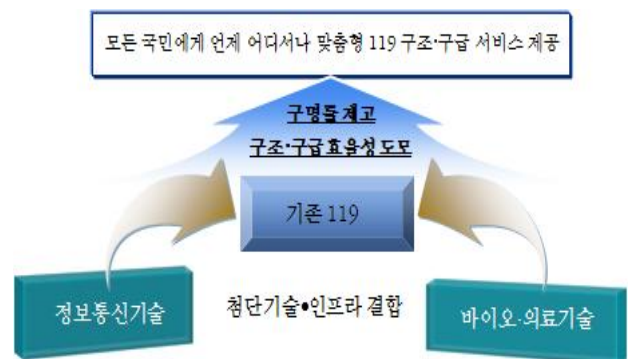 모든 국민에게 언제 어디서나 맞춤형 119 구조·구급 서비스 제공
구명률 제고
구조·구급 효율성 도모
기존 119
정보통신기술
첨단기술•인프라 결합
바이오·의료기술